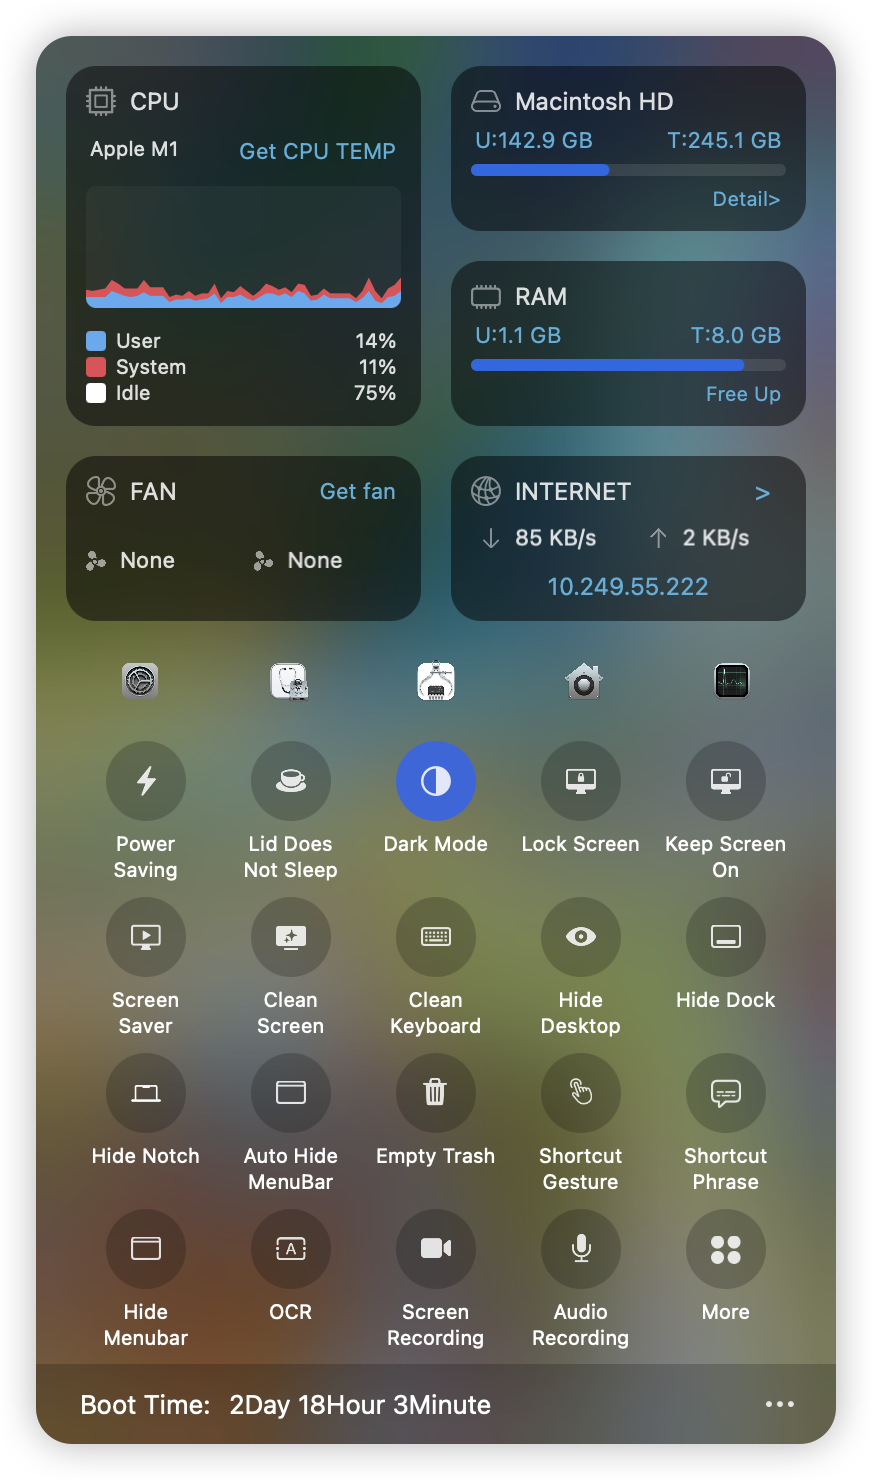 CPU
Apple M1
Get CPU TEMP
User 14%
System 11%
Idle 75%
Macintosh HD
U:142.9 GB T:245.1 GB
Detail>
RAM
U:1.1 GB T:8.0 GB
Free Up
FAN Get fan
None None
INTERNET >
85 KB/s 2 KB/s
10.249.55.222
Power
Saving
Lid Does
Not Sleep
Dark Mode
Lock Screen
Keep Screen
On
Screen
Saver
Clean
Screen
Clean
Keyboard
Hide
Desktop
Hide Dock
Hide Notch
Auto Hide
MenuBar
Empty Trash
Shortcut
Gesture
Shortcut
Phrase
Hide
Menubar
A
OCR
Screen
Recording
Audio
Recording
More
Boot Time: 2Day 18Hour 3Minute